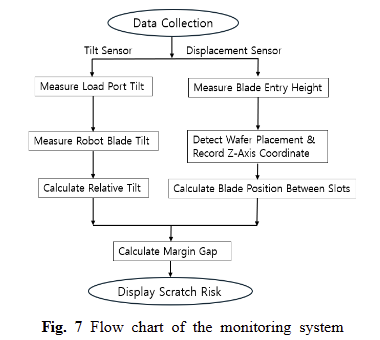 Data Collection
Tilt Sensor
Displacement Sensor
Measure Load Port Tilt
Measure Blade Entry Height
Measure Robot Blade Tilt
Detect Wafer Placement &
Record Z-Axis Coordinate
Calculate Relative Tilt
Calculate Blade Position Between Slots
Calculate Margin Gap
Display Scratch Risk
Fig. 7 Flow chart of the monitoring system